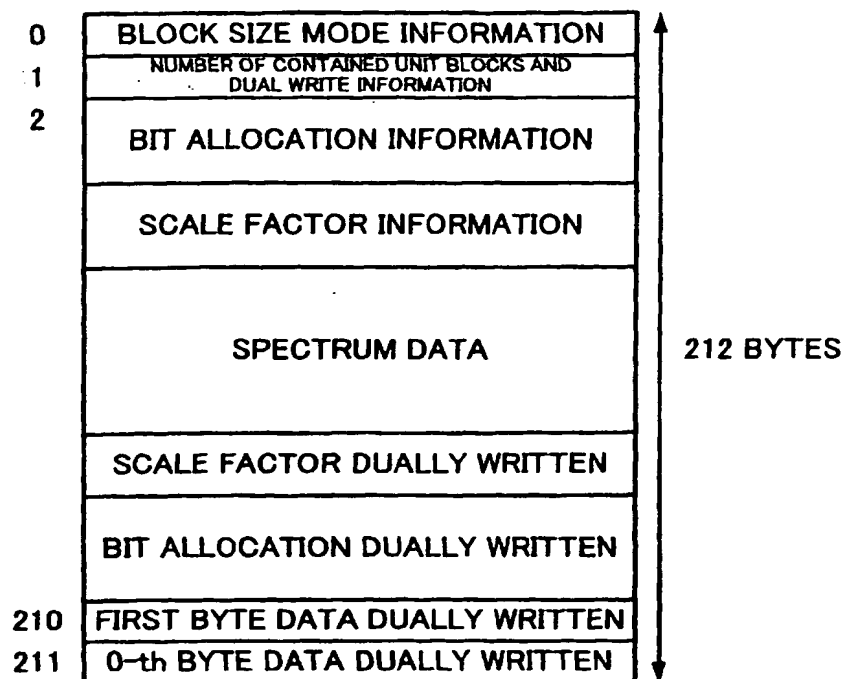 0 BLOCK SIZE MODE INFORMATION
1 NUMBER OF CONTAINED UNIT BLOCKS AND
DUAL WRITE INFORMATION
2 BIT ALLOCATION INFORMATION
SCALE FACTOR INFORMATION
SPECTRUM DATA
212 BYTES
SCALE FACTOR DUALLY WRITTEN
BIT ALLOCATION DUALLY WRITTEN
210 FIRST BYTE DATA DUALLY WRITTEN
211 0-th BYTE DATA DUALLY WRITTEN